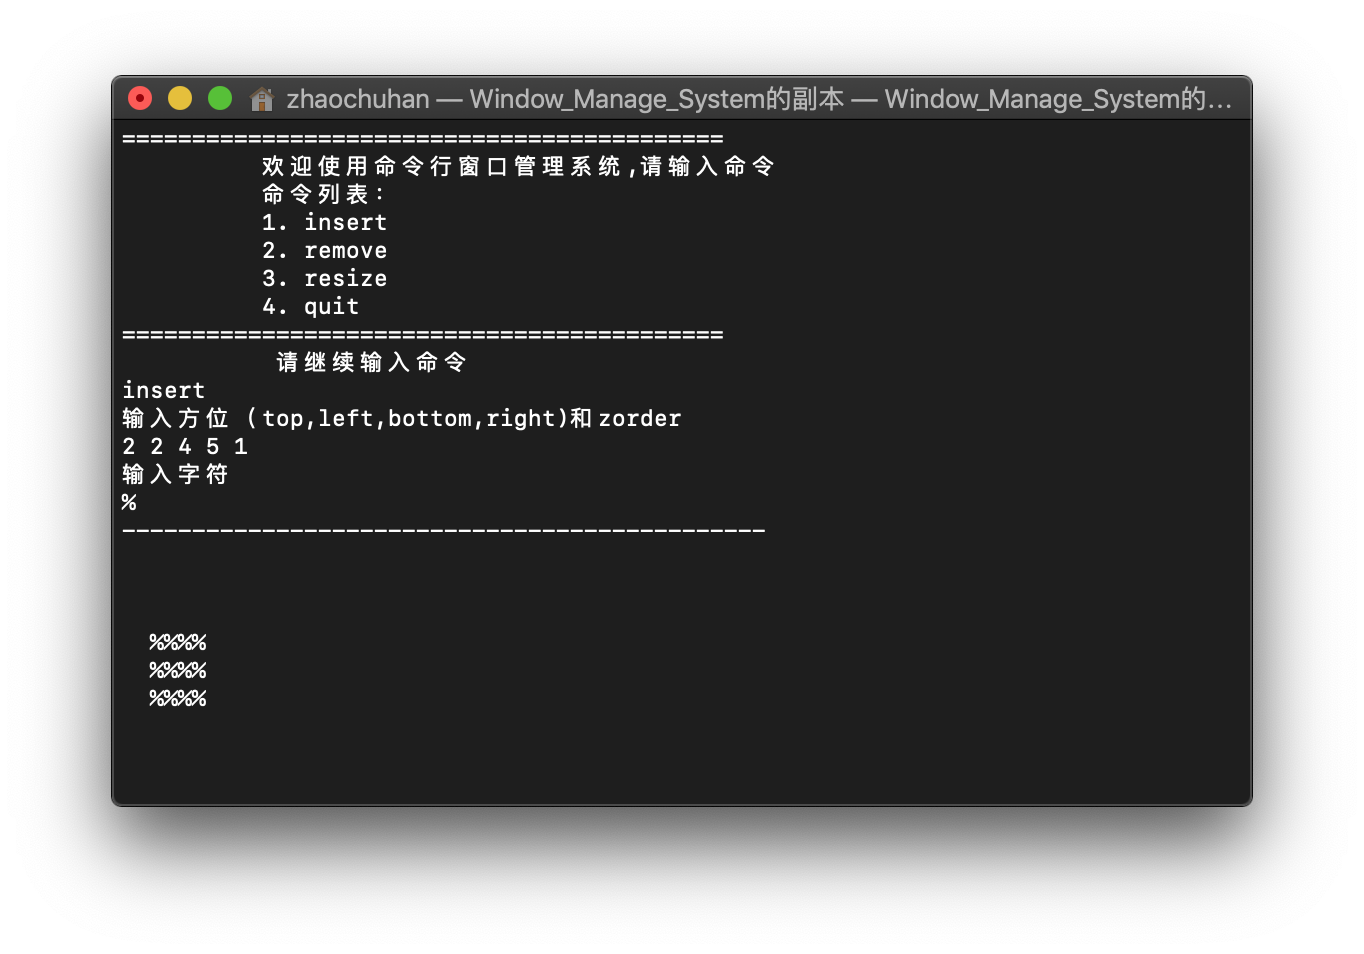 zhaochuhan — Window_Manage_System的副本 — Window_Manage_System的…
===========================================
欢迎使用命令行窗口管理系统,请输入命令
命令列表：
1. insert
2. remove
3. resize
4. quit
===========================================
请继续输入命令
insert
输入方位（top,left,bottom,right)和zorder
2 2 4 5 1
输入字符
%
----------------------------------------------
%%%%
%%%%
%%%%